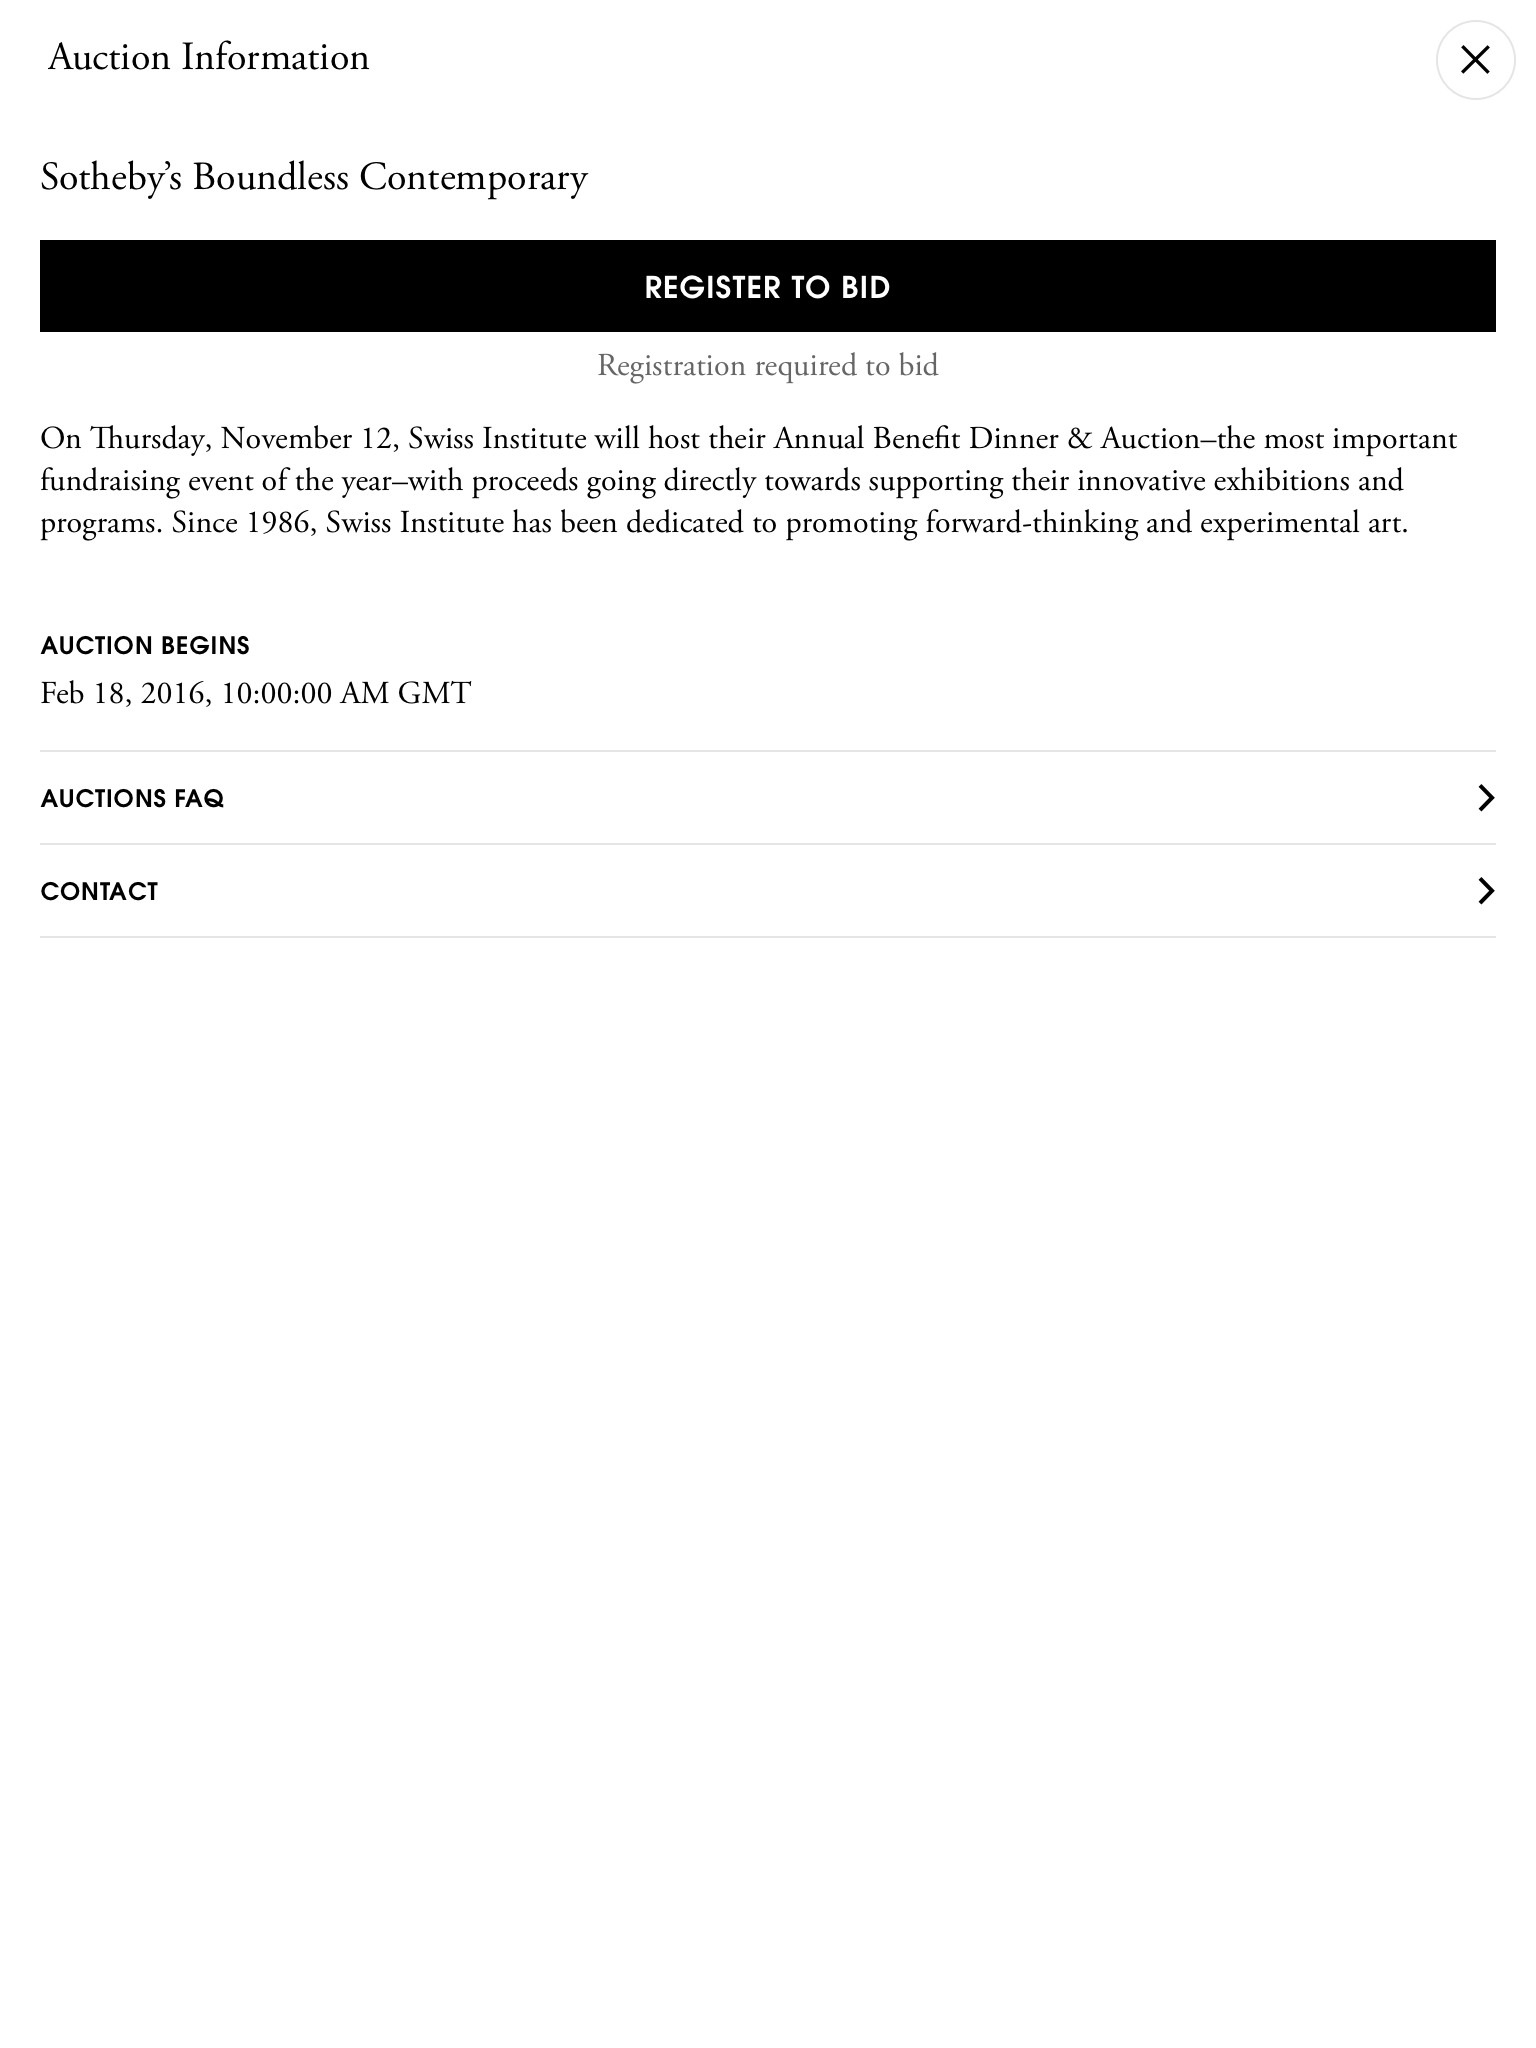 Auction Information
Sotheby’s Boundless Contemporary
REGISTER TO BID
Registration required to bid
On Thursday, November 12, Swiss Institute will host their Annual Benefit Dinner & Auction–the most important
fundraising event of the year–with proceeds going directly towards supporting their innovative exhibitions and
programs. Since 1986, Swiss Institute has been dedicated to promoting forward-thinking and experimental art.
AUCTION BEGINS
Feb 18, 2016, 10:00:00 AM GMT
AUCTIONS FAQ
CONTACT